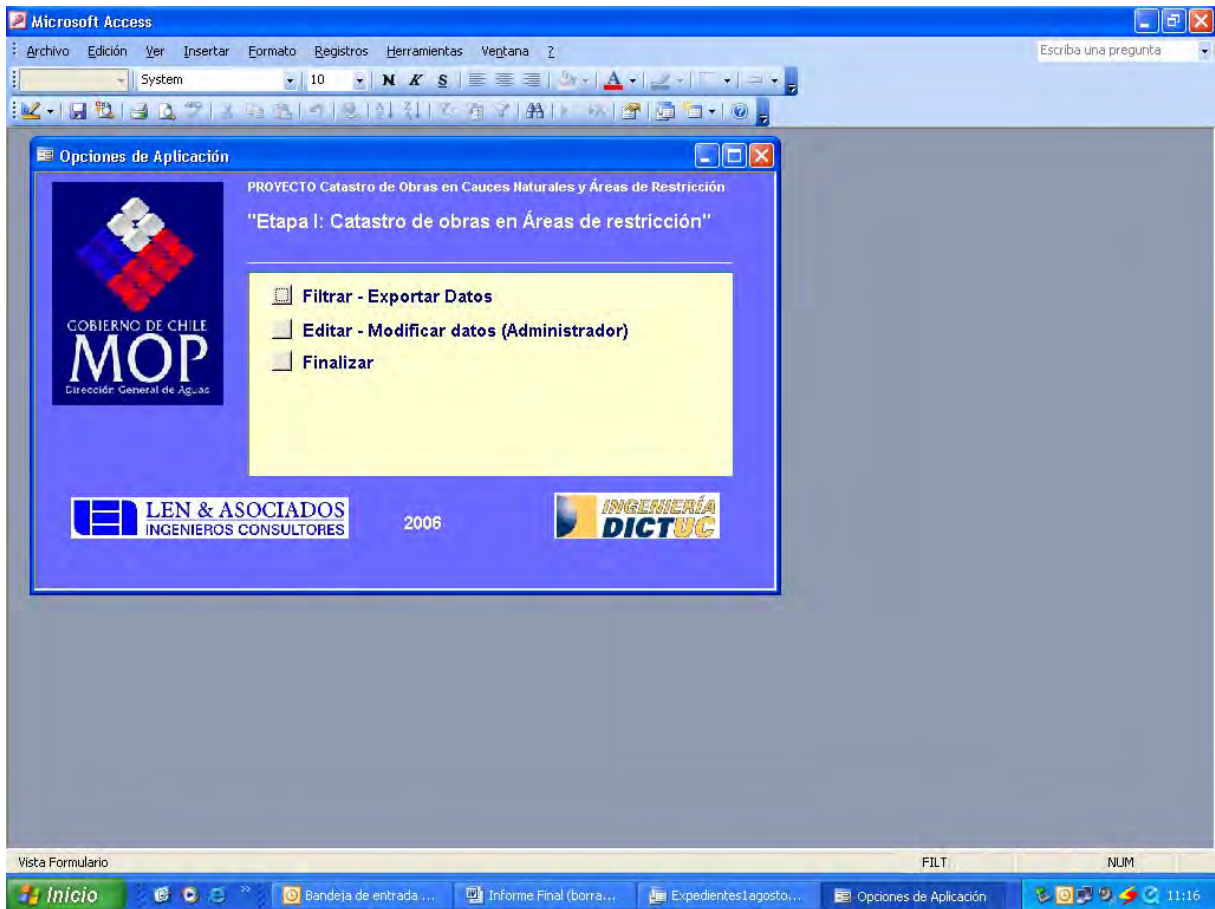 Microsoft Access
Archivo Edición Ver Insertar Formato Registros Herramientas Ventana ? Escriba una pregunta
System 10 N K S A
Opciones de Aplicación
PROYECTO Catastro de Obras en Cauces Naturales y Áreas de Restricción
"Etapa I: Catastro de obras en Áreas de restricción"
Filtrar - Exportar Datos
Editar - Modificar datos (Administrador)
Finalizar
GOBIERNO DE CHILE
MOP
Dirección General de Aguas
LEN & ASOCIADOS
INGENIEROS CONSULTORES
2006
INGENIERÍA
DICTUC
Vista Formulario FILT NUM
Inicio Bandeja de entrada ... Informe Final (borra... Expedientes1agosto... Opciones de Aplicación 11:16